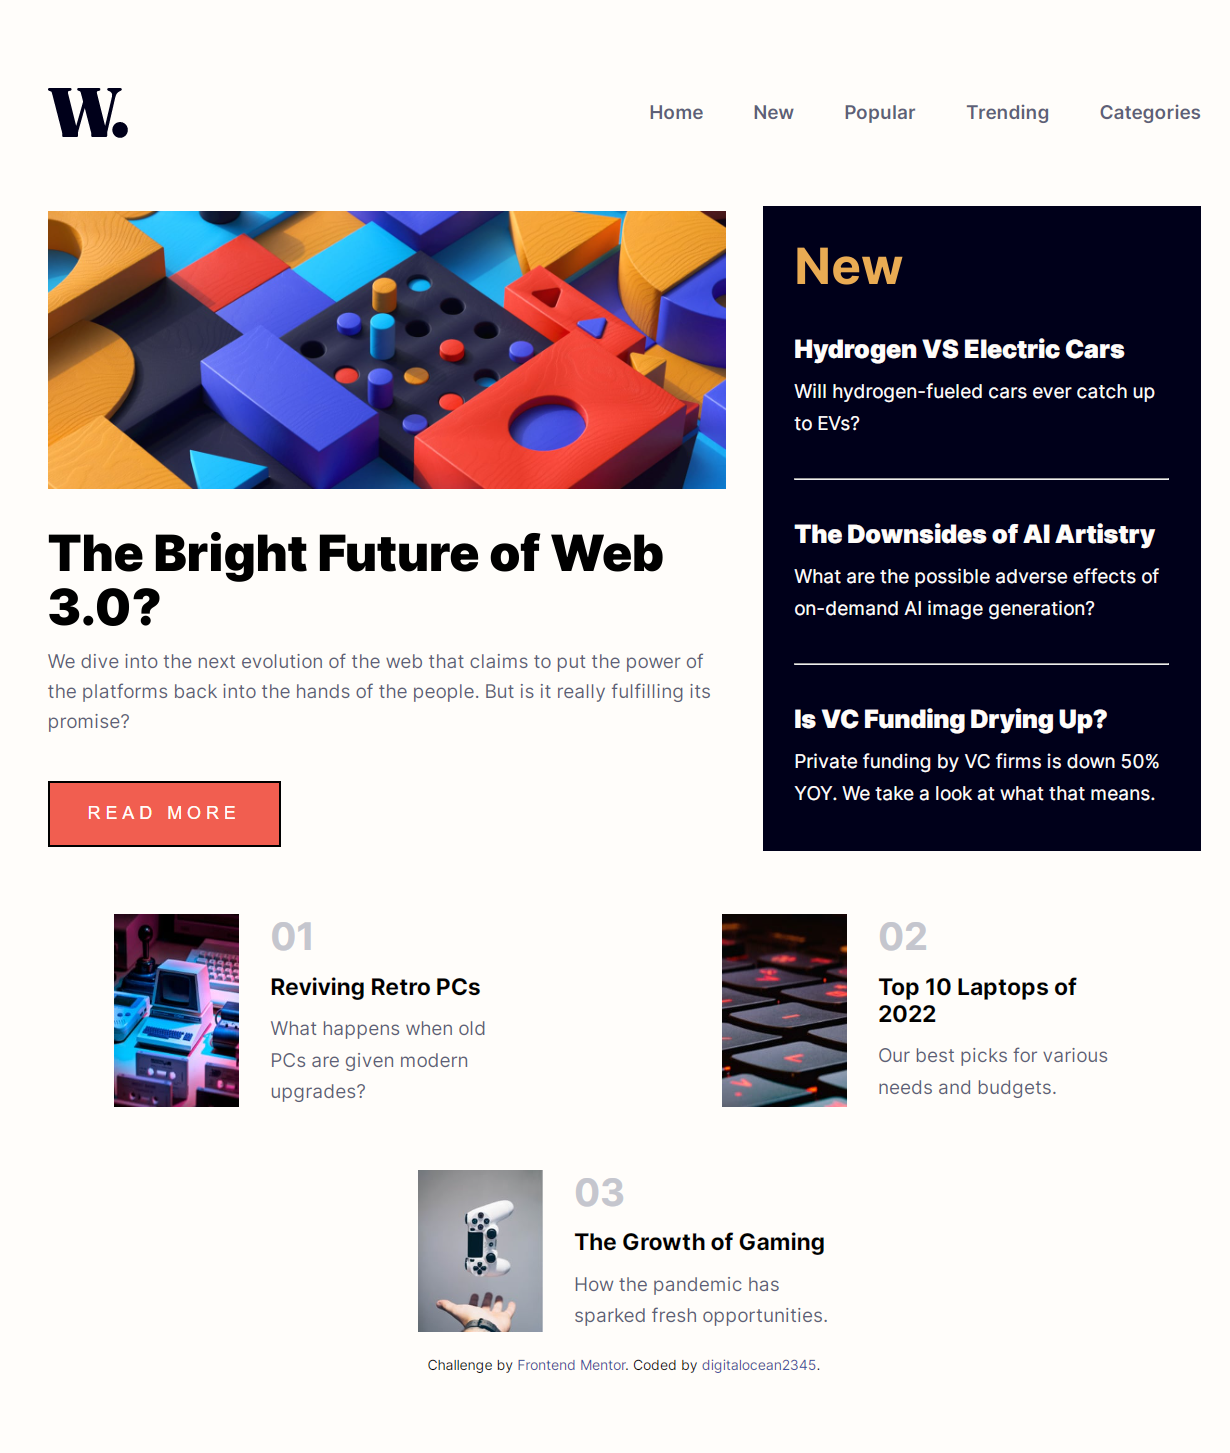 W.
Home New Popular Trending Categories
The Bright Future of Web
3.0?
We dive into the next evolution of the web that claims to put the power of
the platforms back into the hands of the people. But is it really fulfilling its
promise?
READ MORE
New
Hydrogen VS Electric Cars
Will hydrogen-fueled cars ever catch up
to EVs?
The Downsides of AI Artistry
What are the possible adverse effects of
on-demand AI image generation?
Is VC Funding Drying Up?
Private funding by VC firms is down 50%
YOY. We take a look at what that means.
01
Reviving Retro PCs
What happens when old
PCs are given modern
upgrades?
02
Top 10 Laptops of
2022
Our best picks for various
needs and budgets.
03
The Growth of Gaming
How the pandemic has
sparked fresh opportunities.
Challenge by Frontend Mentor. Coded by digitalocean2345.